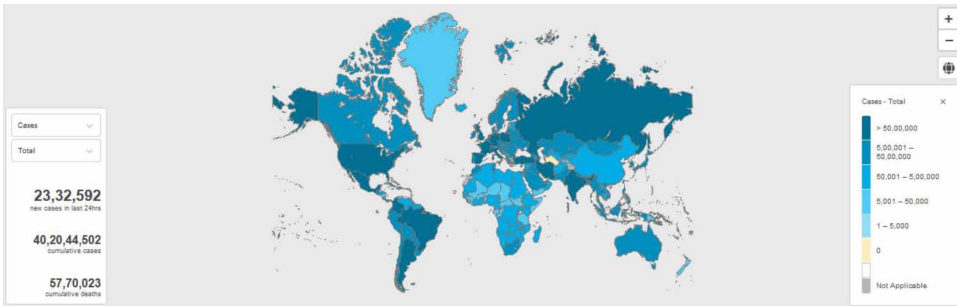 Cases
Total
23,32,592
new cases in last 24hrs
40,20,44,502
cumulative cases
57,70,023
cumulative deaths
+
−
Cases - Total ×
> 50,00,000
5,00,001 –
50,00,000
50,001 – 5,00,000
5,001 – 50,000
1 – 5,000
0
Not Applicable